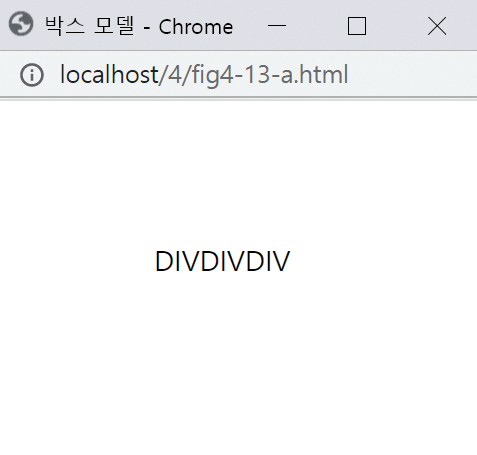 박스 모델 - Chrome
localhost/4/fig4-13-a.html
DIVDIVDIV